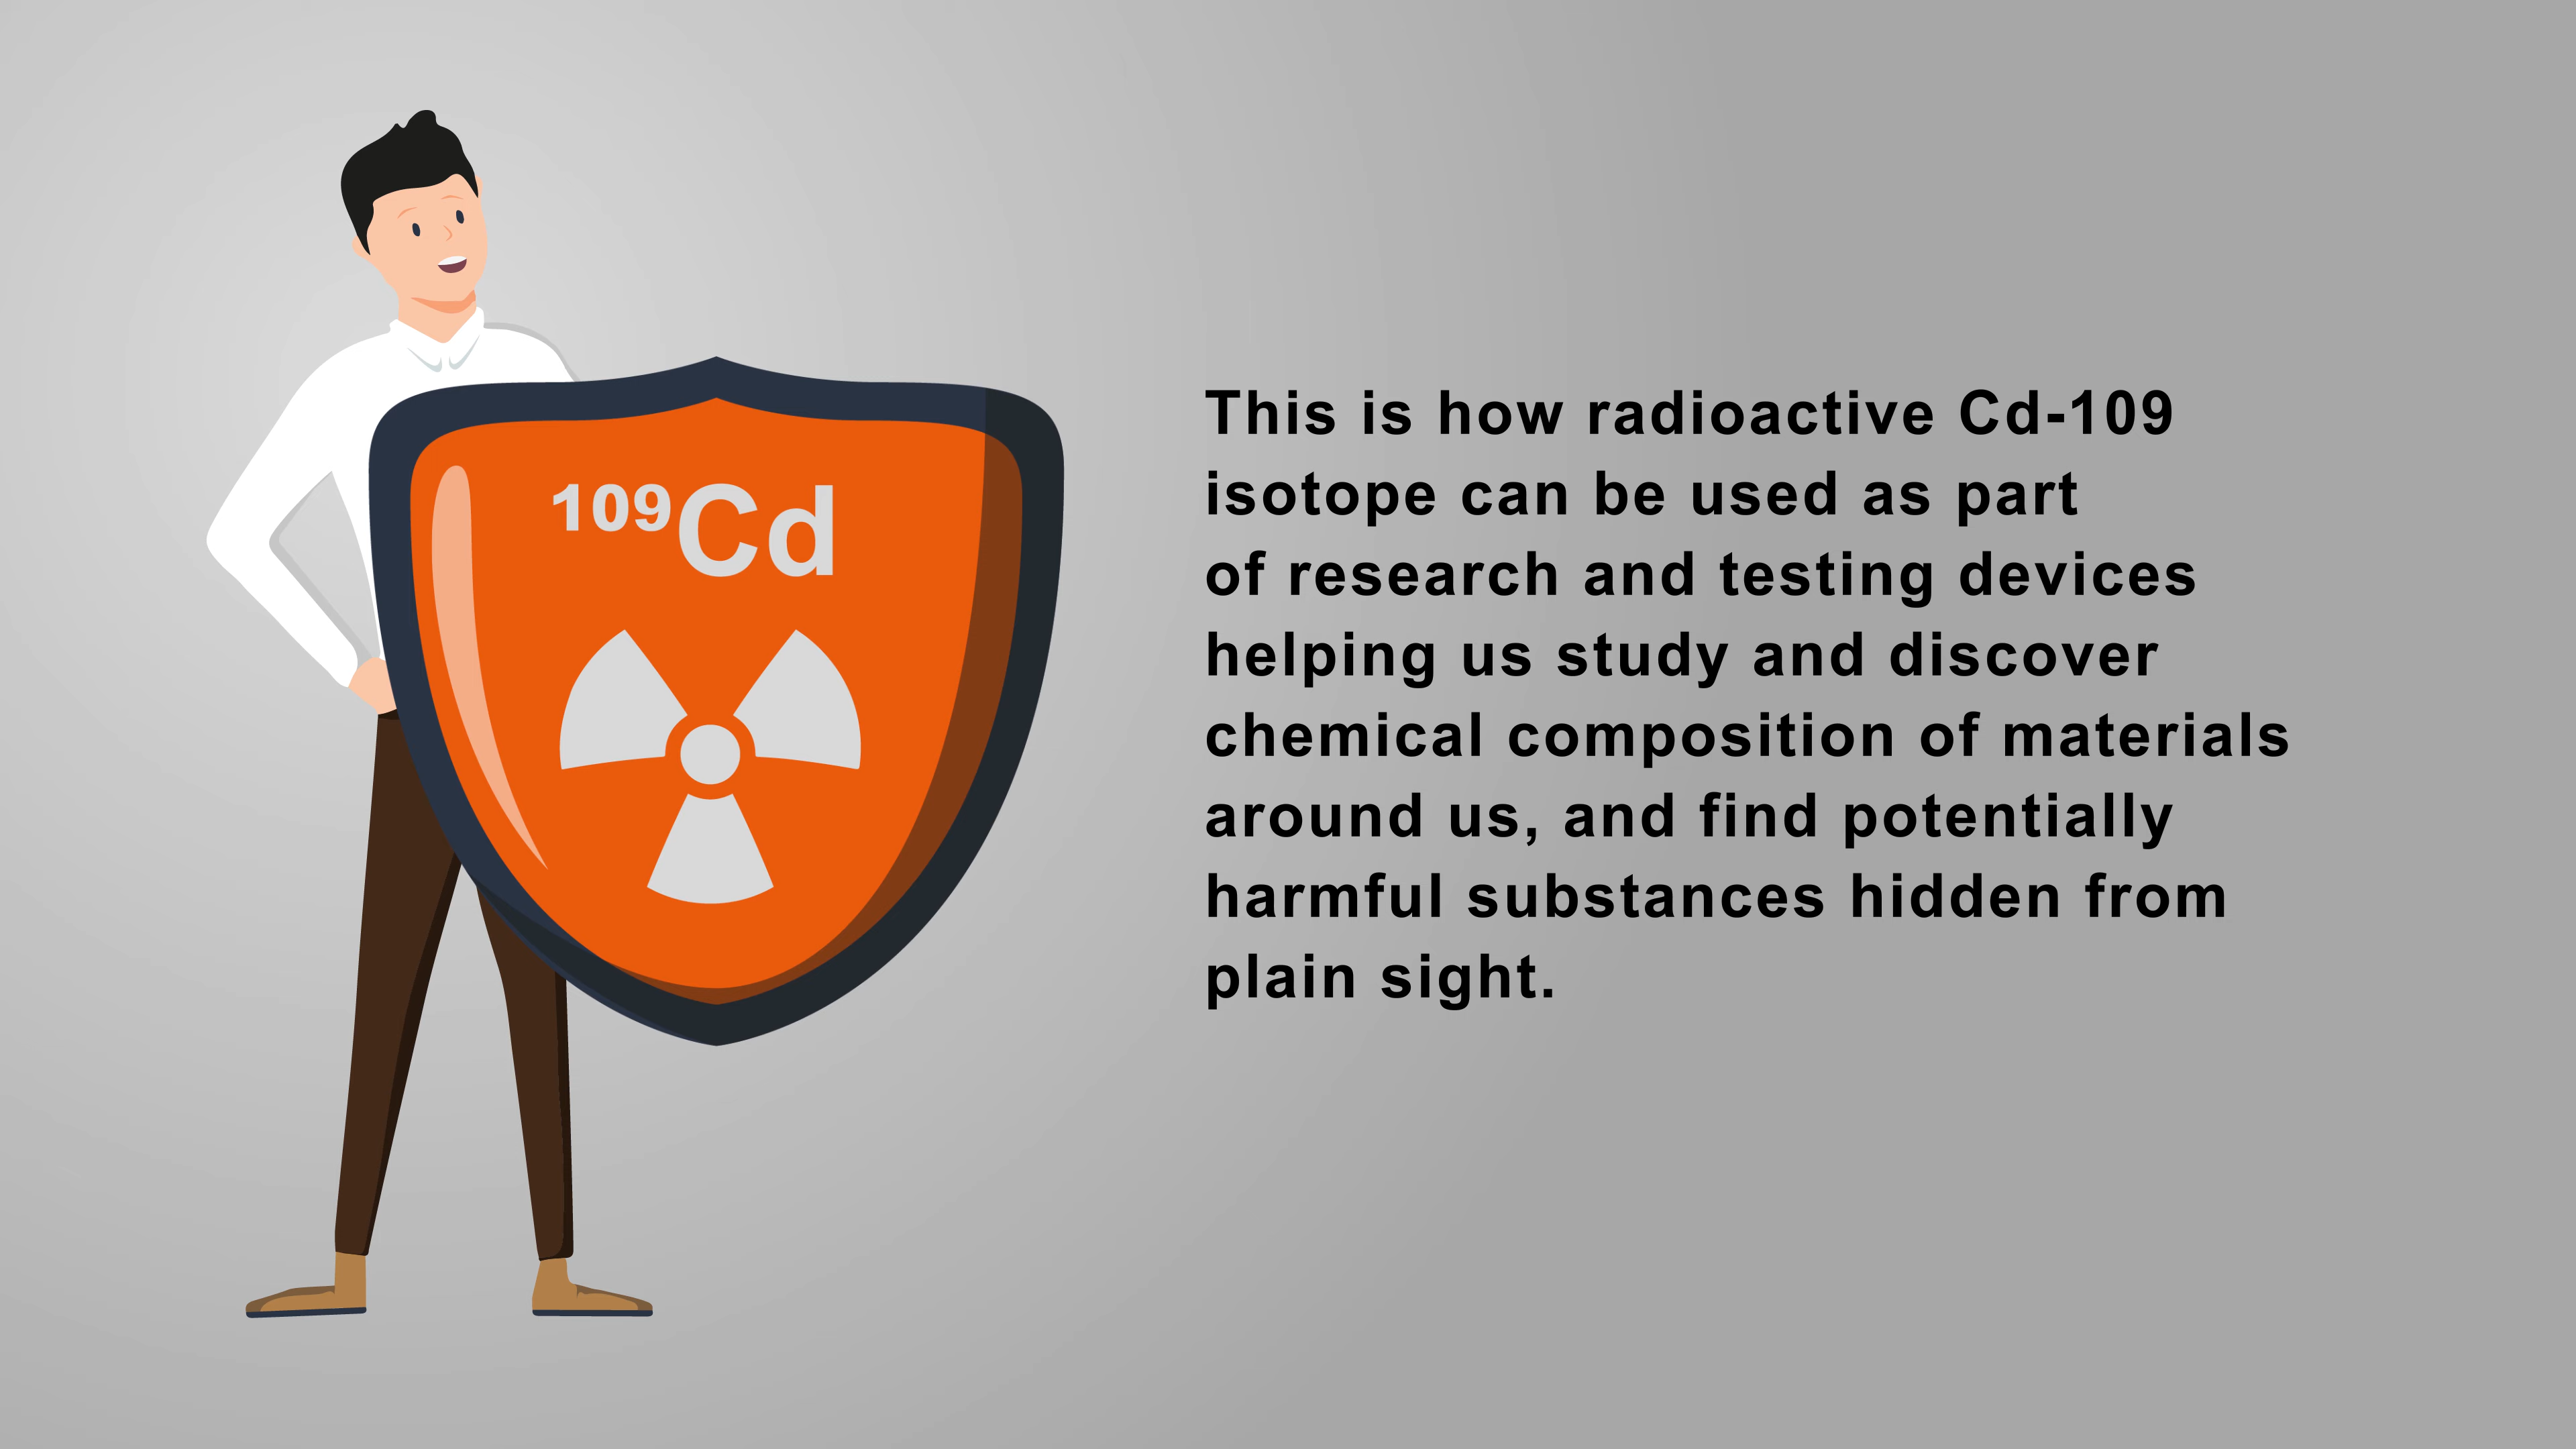 ¹⁰⁹Cd
This is how radioactive Cd-109
isotope can be used as part
of research and testing devices
helping us study and discover
chemical composition of materials
around us, and find potentially
harmful substances hidden from
plain sight.